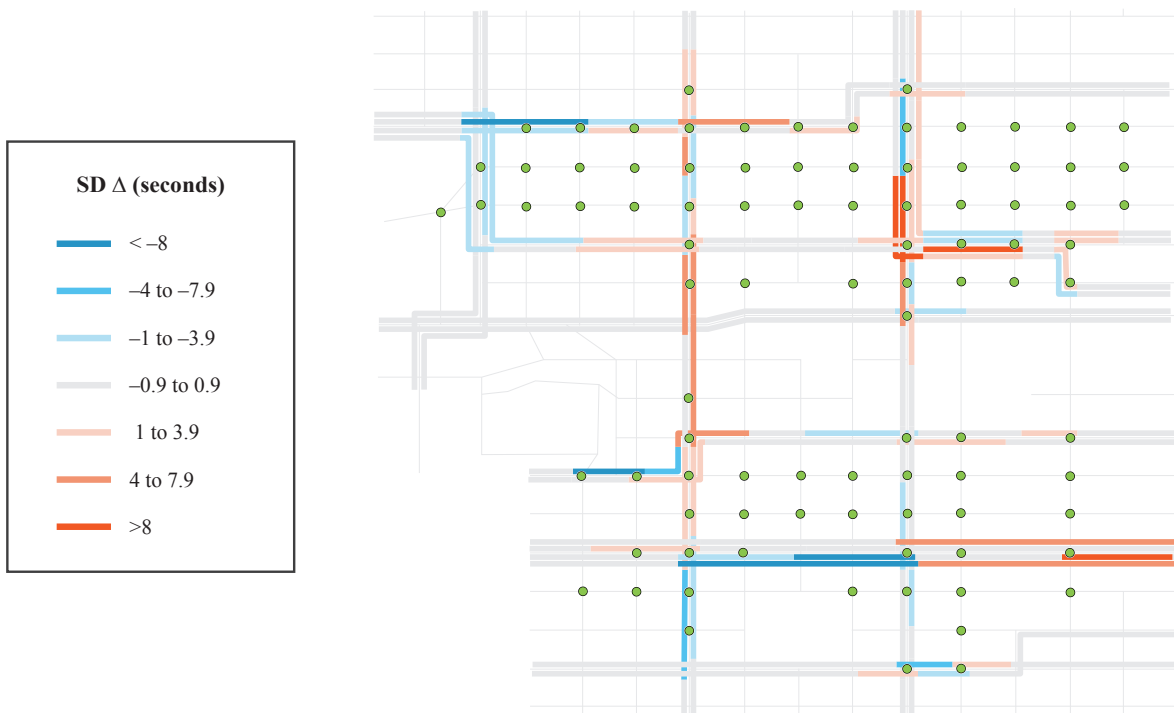 SD Δ (seconds)
< –8
–4 to –7.9
–1 to –3.9
–0.9 to 0.9
1 to 3.9
4 to 7.9
>8